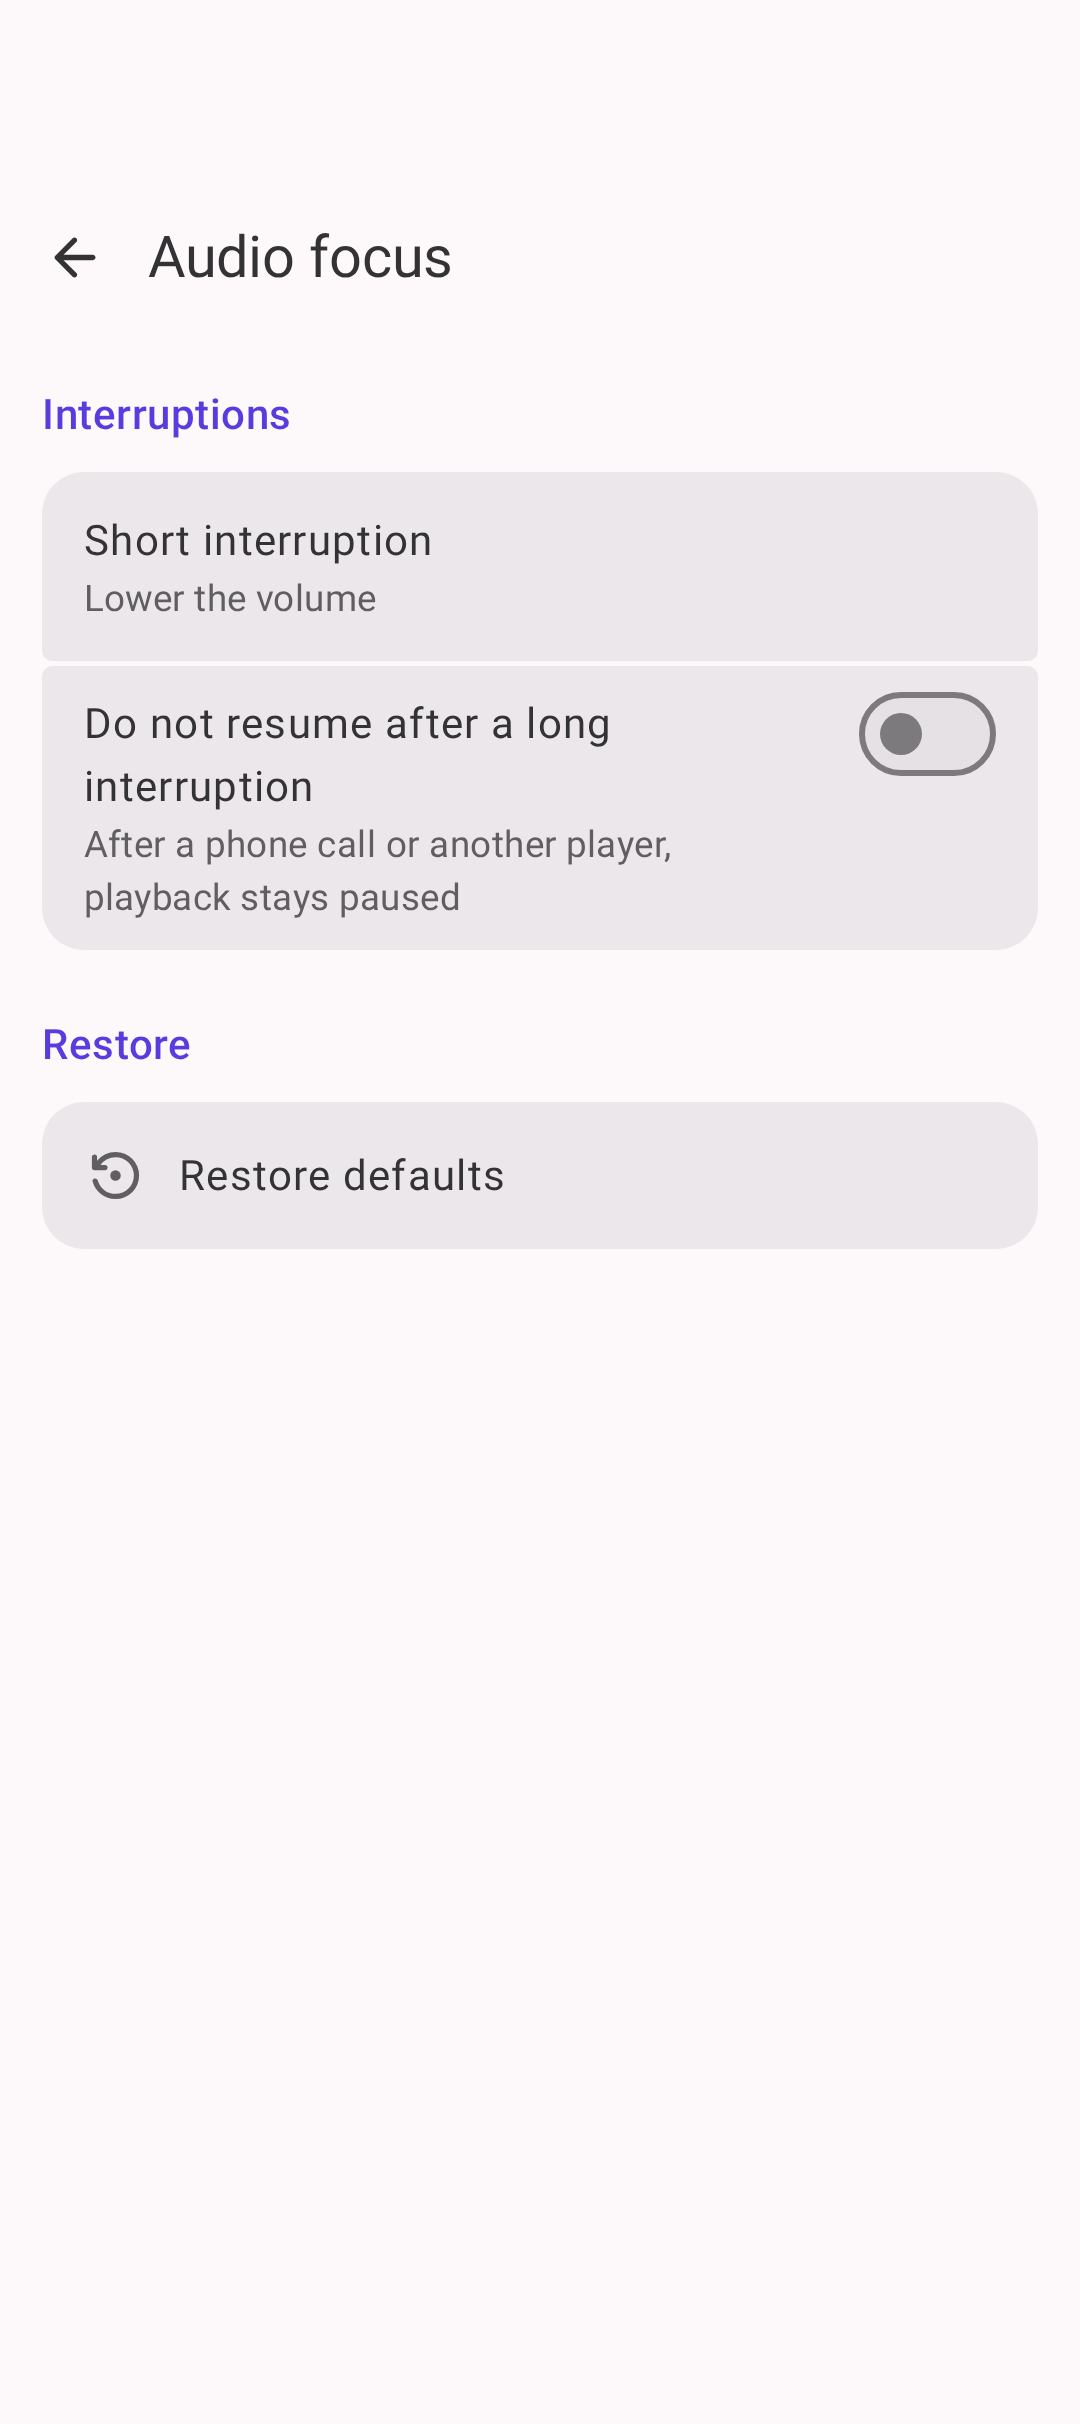 Audio focus
Interruptions
Short interruption
Lower the volume
Do not resume after a long
interruption
After a phone call or another player,
playback stays paused
Restore
Restore defaults